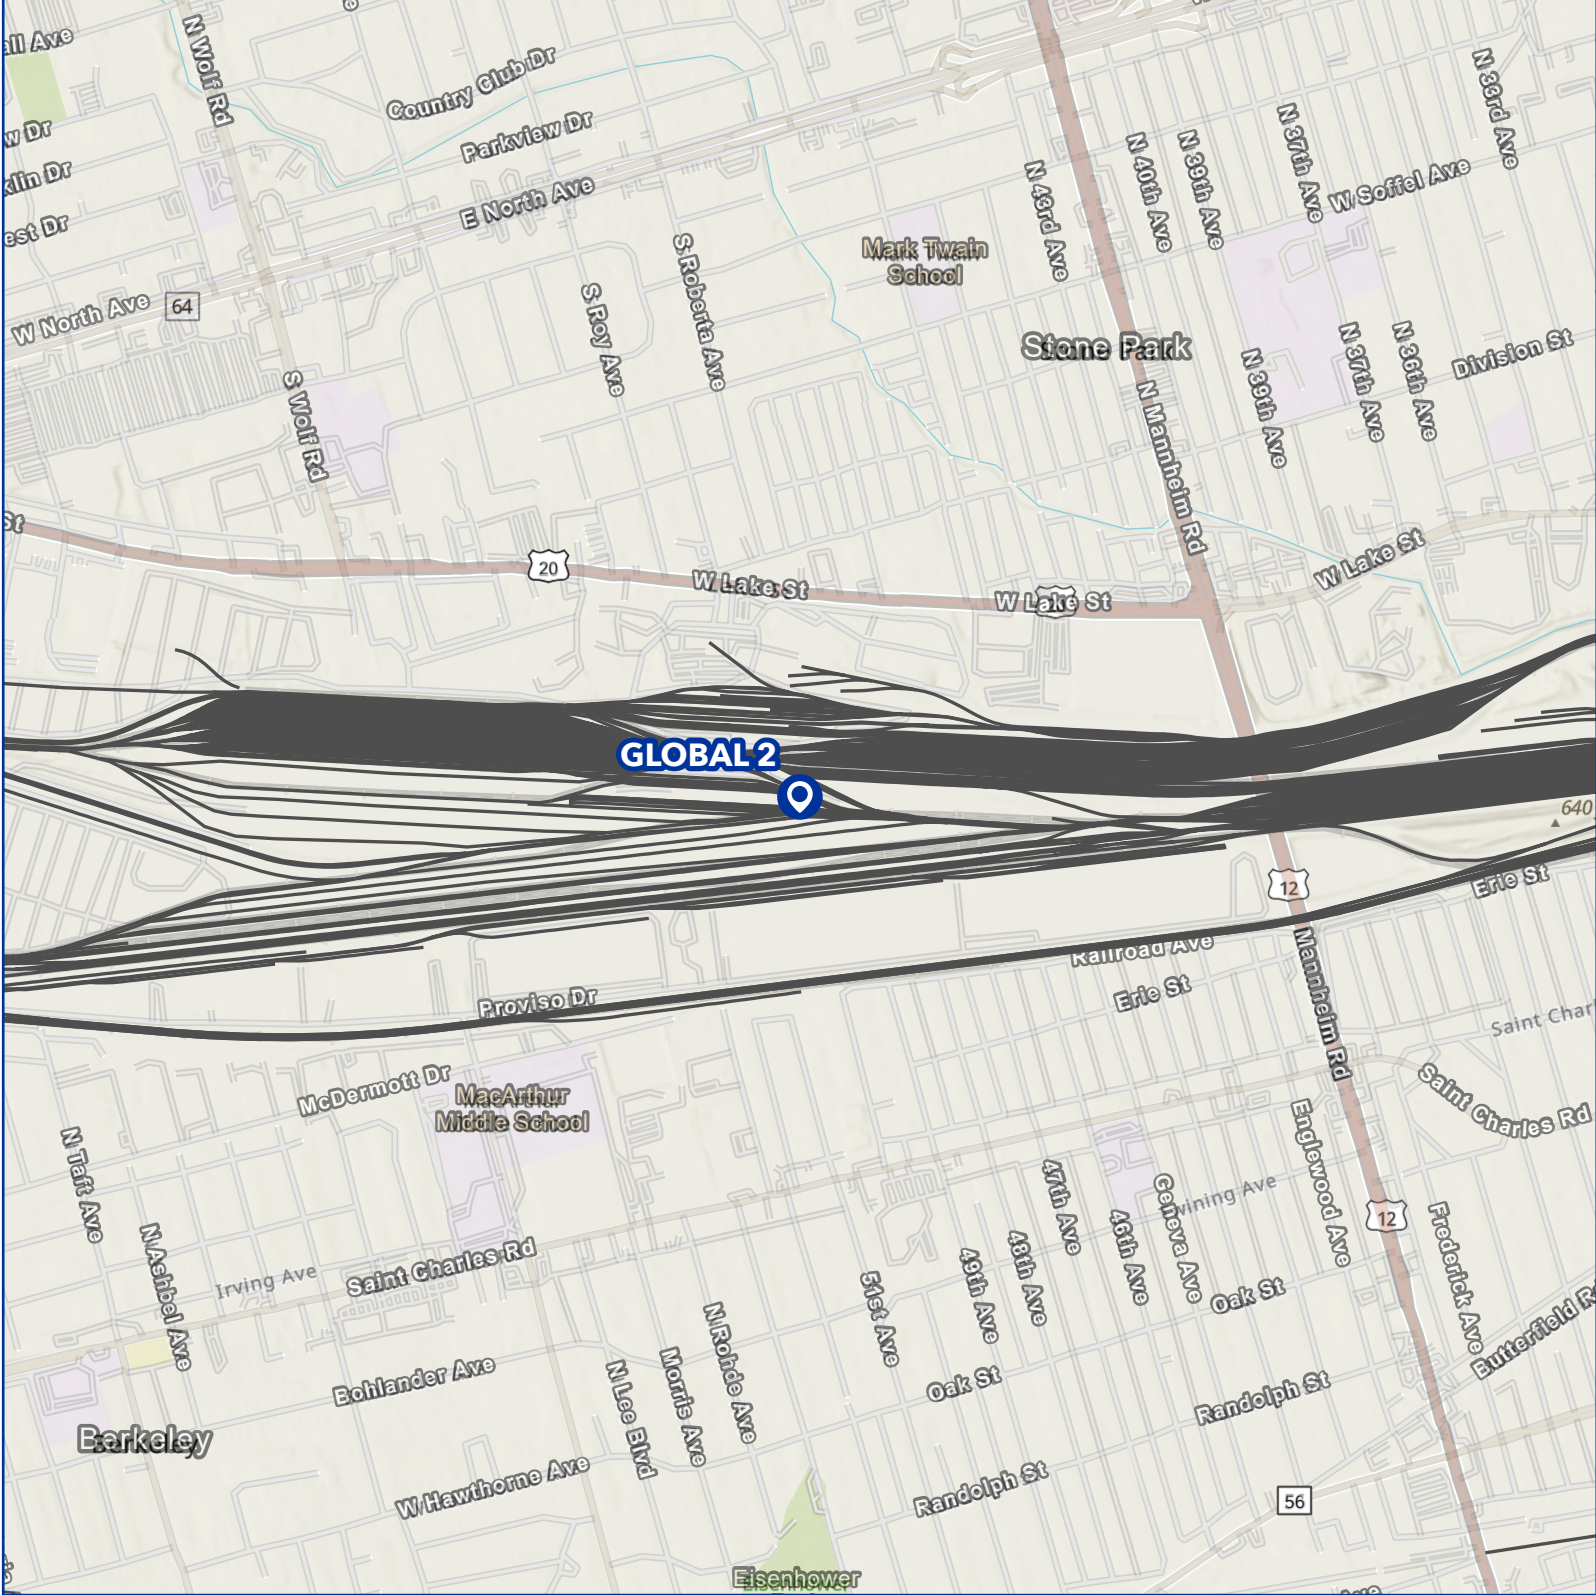 N Wolf Rd
Country Club Dr
Parkview Dr
E North Ave
W North Ave
64
S Wolf Rd
S Roy Ave
S Roberta Ave
Mark Twain
School
N 43rd Ave
N 40th Ave
N 39th Ave
N 37th Ave
N 33rd Ave
W Soffel Ave
Stone Park
N Mannheim Rd
N 39th Ave
N 37th Ave
N 36th Ave
Division St
St
20
W Lake St
W Lake St
W Lake St
GLOBAL 2
640
12
Erie St
Railroad Ave
Erie St
Proviso Dr
Mannheim Rd
Saint Char
Saint Charles Rd
McDermott Dr
MacArthur
Middle School
N Taft Ave
N Ashbel Ave
Irving Ave
Saint Charles Rd
Bohlander Ave
Berkeley
W Hawthorne Ave
N Lee Blvd
Morris Ave
N Rohde Ave
51st Ave
49th Ave
48th Ave
47th Ave
46th Ave
Geneva Ave
wining Ave
Englewood Ave
12
Frederick Ave
Oak St
Oak St
Butterfield R
Randolph St
Randolph St
56
Eisenhower